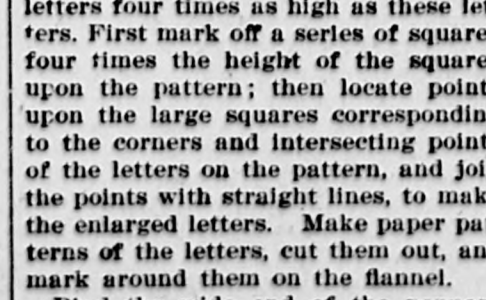 letters four times as high as these let
ters. First mark off a series of square
four times the height of the square
upon the pattern; then locate point
upon the large squares correspondin
to the corners and intersecting point
of the letters on the pattern, and joi
the points with straight lines, to mak
the enlarged letters. Make paper pa
terns of the letters, cut them out, an
mark around them on the flannel.